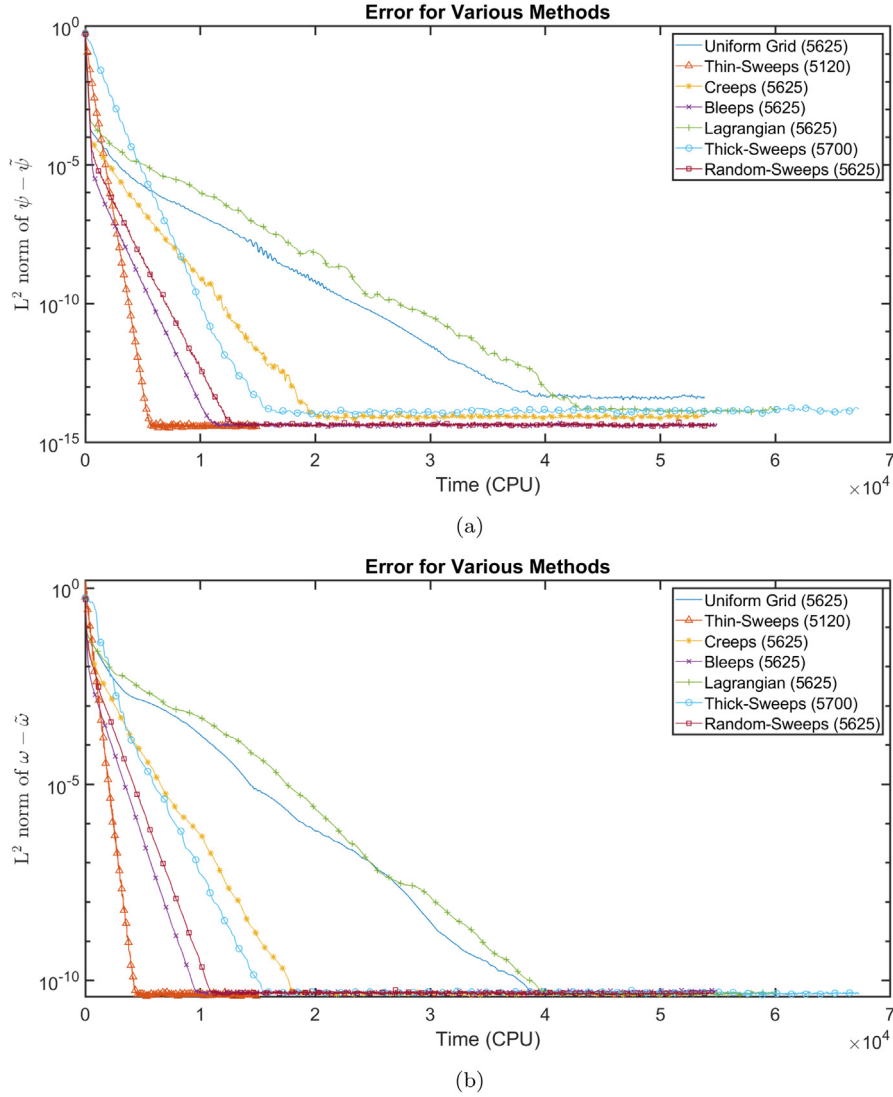 Error for Various Methods
10^0
10^-5
10^-10
10^-15
L^2 norm of ψ − ψ̃
Uniform Grid (5625)
Thin-Sweeps (5120)
Creeps (5625)
Bleeps (5625)
Lagrangian (5625)
Thick-Sweeps (5700)
Random-Sweeps (5625)
0 1 2 3 4 5 6 7
Time (CPU)
×10^4
(a)
Error for Various Methods
10^0
10^-5
10^-10
L^2 norm of ω − ω̃
Uniform Grid (5625)
Thin-Sweeps (5120)
Creeps (5625)
Bleeps (5625)
Lagrangian (5625)
Thick-Sweeps (5700)
Random-Sweeps (5625)
0 1 2 3 4 5 6 7
Time (CPU)
×10^4
(b)